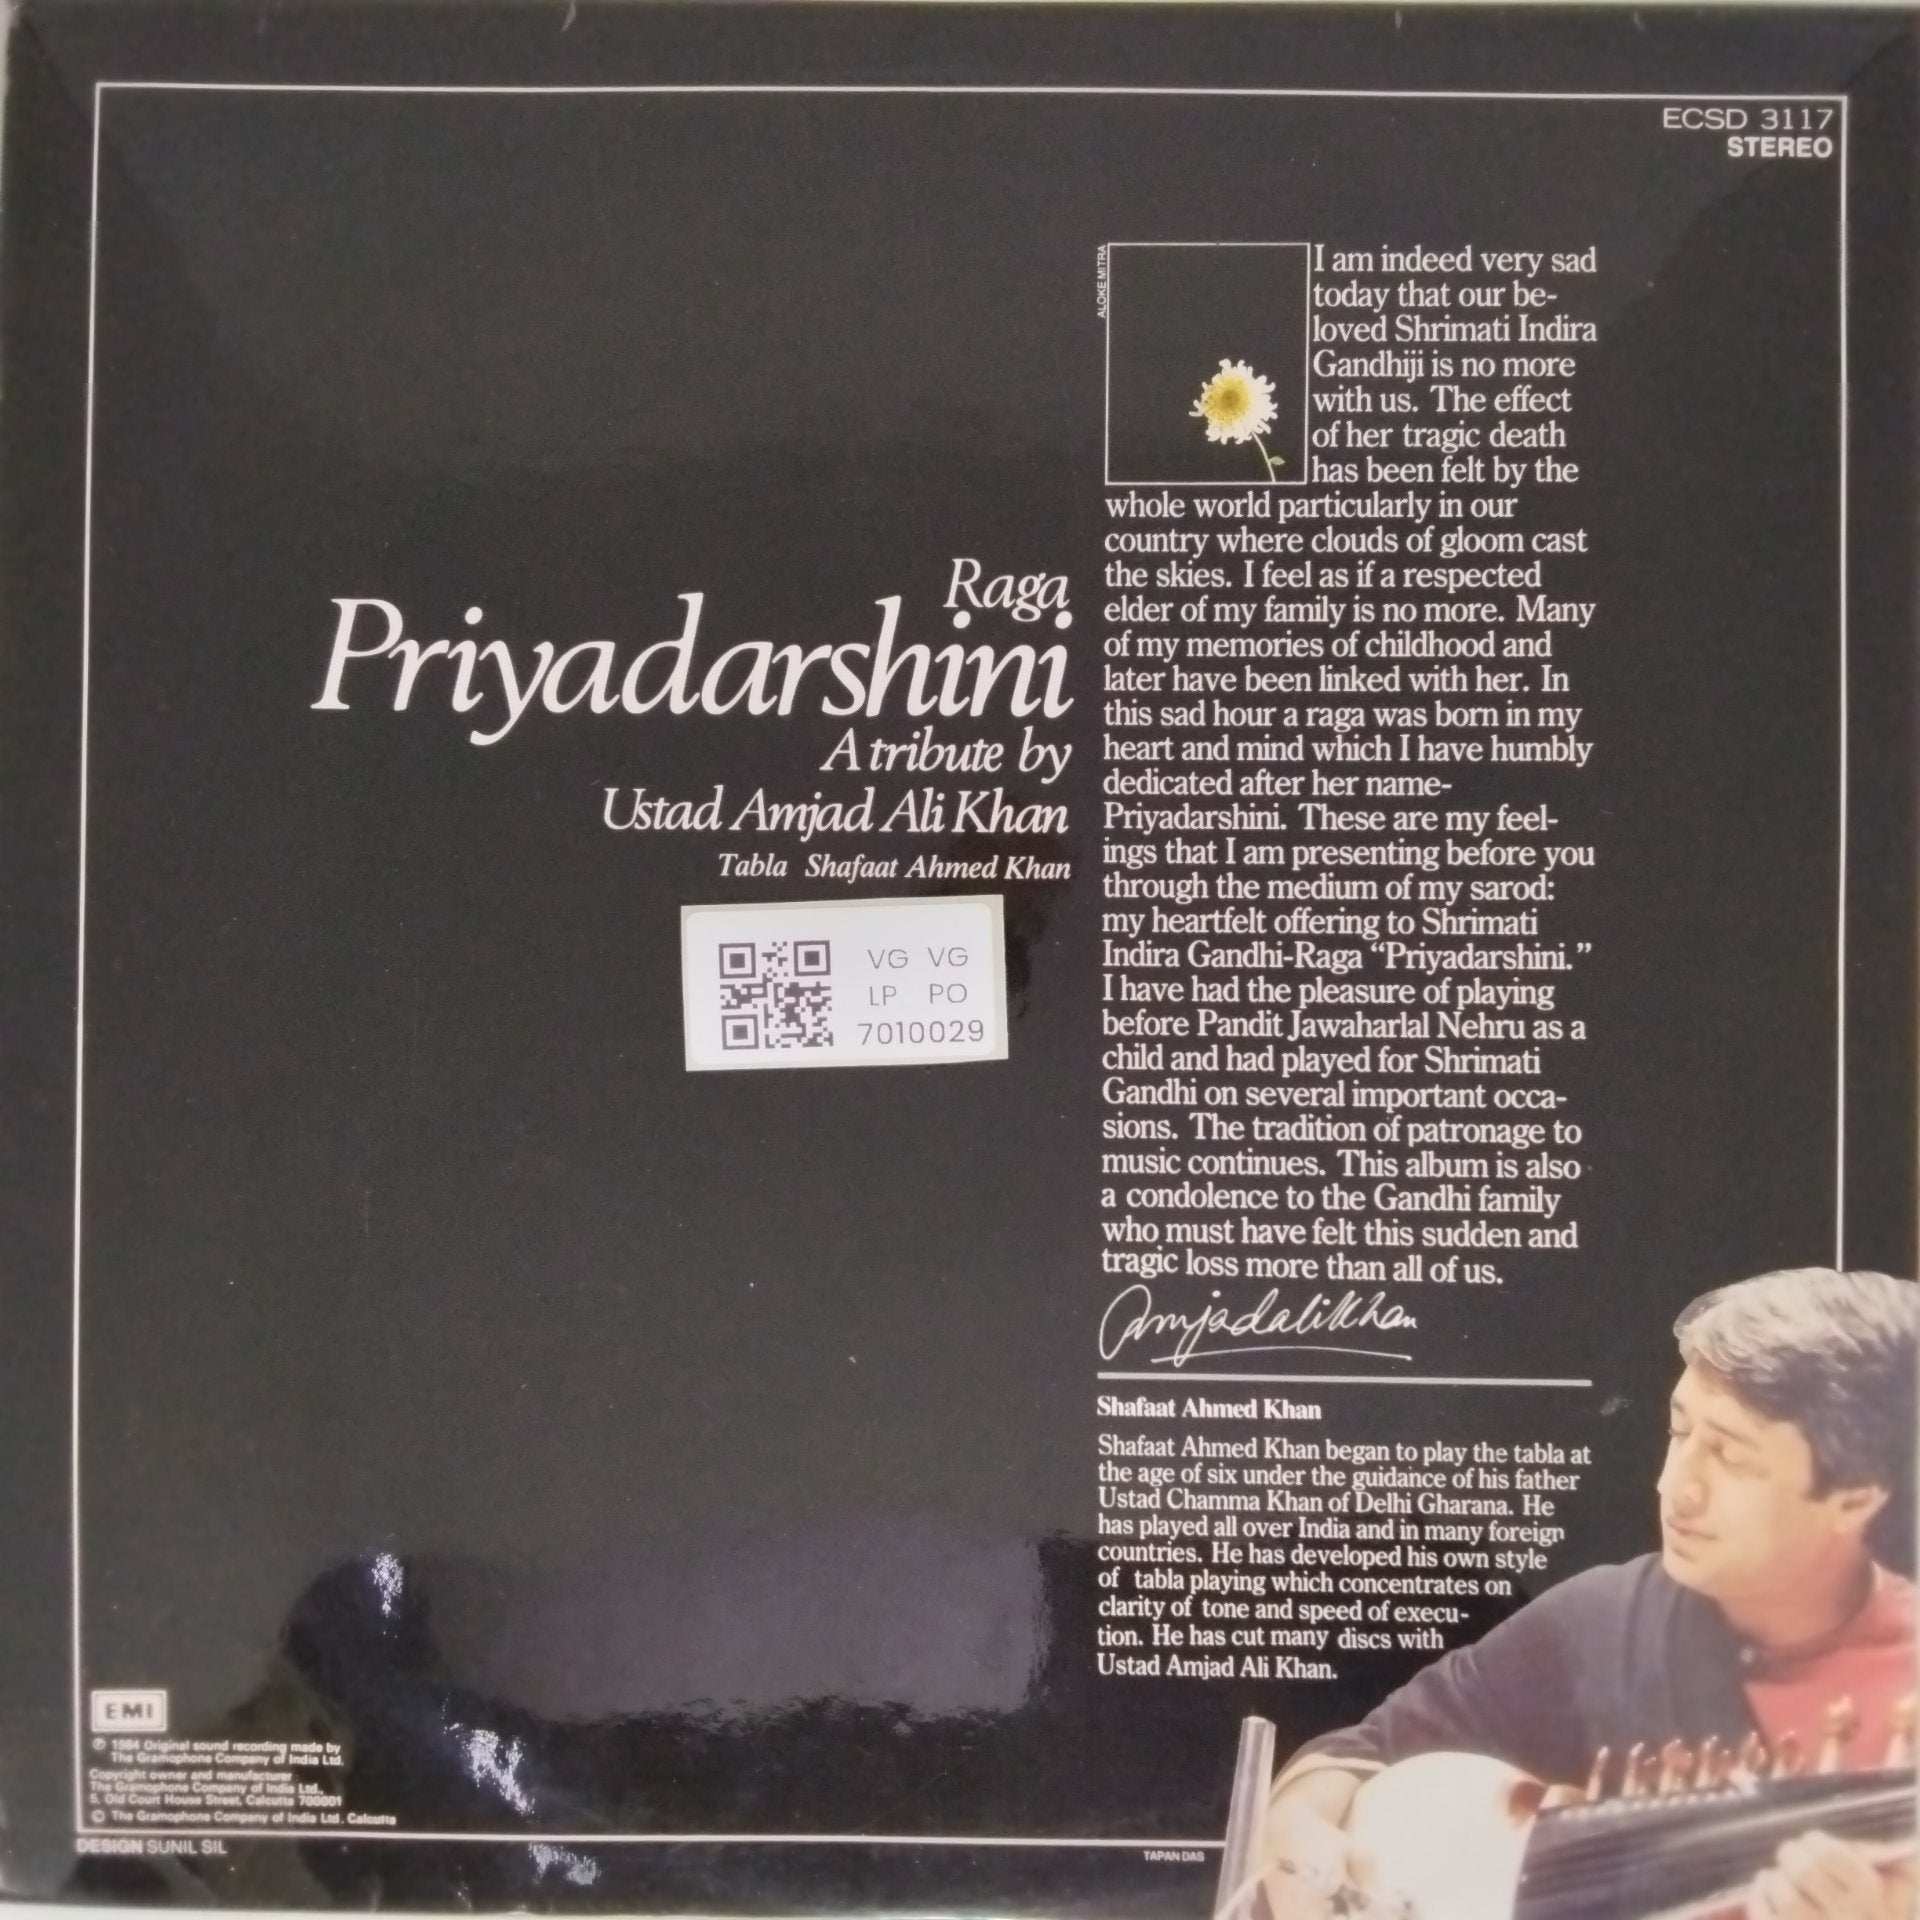 ECSD 3117
STEREO
ALOKE MITRA
I am indeed very sad
today that our be-
loved Shrimati Indira
Gandhiji is no more
with us. The effect
of her tragic death
has been felt by the
whole world particularly in our
country where clouds of gloom cast
the skies. I feel as if a respected
elder of my family is no more. Many
of my memories of childhood and
later have been linked with her. In
this sad hour a raga was born in my
heart and mind which I have humbly
dedicated after her name-
Priyadarshini. These are my feel-
ings that I am presenting before you
through the medium of my sarod:
my heartfelt offering to Shrimati
Indira Gandhi-Raga “Priyadarshini.”
I have had the pleasure of playing
before Pandit Jawaharlal Nehru as a
child and had played for Shrimati
Gandhi on several important occa-
sions. The tradition of patronage to
music continues. This album is also
a condolence to the Gandhi family
who must have felt this sudden and
tragic loss more than all of us.
Amjadalikhan
Raga
Priyadarshini
A tribute by
Ustad Amjad Ali Khan
Tabla Shafaat Ahmed Khan
VG VG
LP PO
7010029
Shafaat Ahmed Khan
Shafaat Ahmed Khan began to play the tabla at
the age of six under the guidance of his father
Ustad Chamma Khan of Delhi Gharana. He
has played all over India and in many foreign
countries. He has developed his own style
of tabla playing which concentrates on
clarity of tone and speed of execu-
tion. He has cut many discs with
Ustad Amjad Ali Khan.
EMI
℗ 1984 Original sound recording made by
The Gramophone Company of India Ltd.
Copyright owner and manufacturer
The Gramophone Company of India Ltd.,
5, Old Court House Street, Calcutta 700001
© The Gramophone Company of India Ltd. Calcutta
DESIGN SUNIL SIL
TAPAN DAS